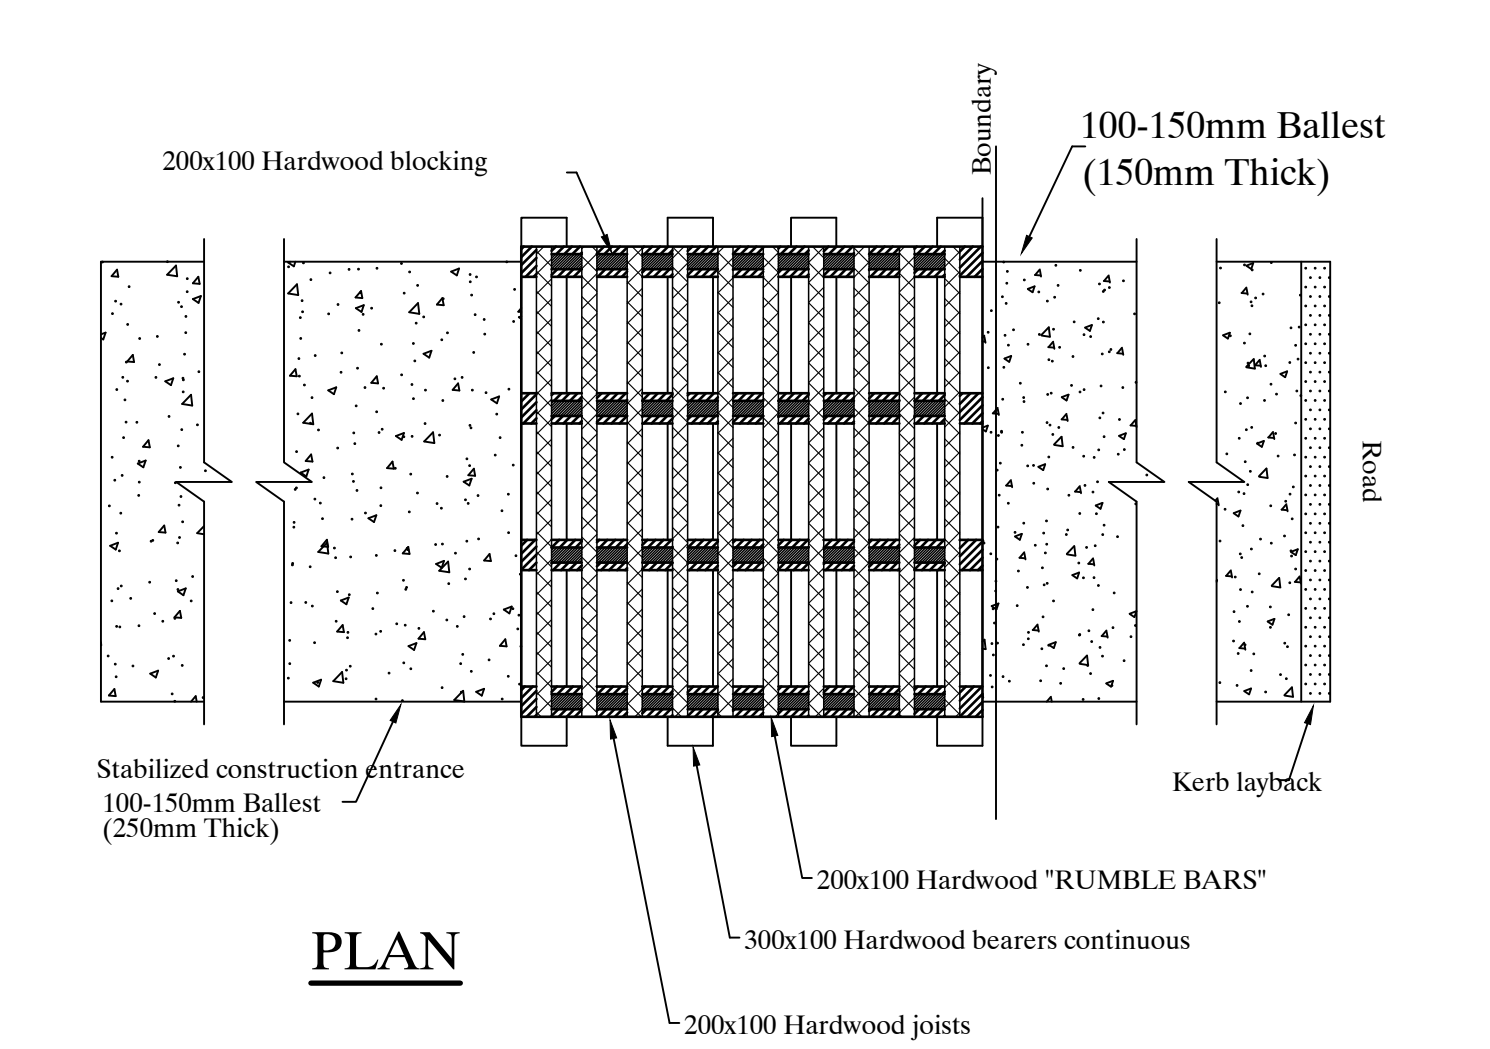 Boundary
100-150mm Ballest
(150mm Thick)
200x100 Hardwood blocking
Road
Stabilized construction entrance
100-150mm Ballest
(250mm Thick)
Kerb layback
200x100 Hardwood "RUMBLE BARS"
300x100 Hardwood bearers continuous
PLAN
200x100 Hardwood joists